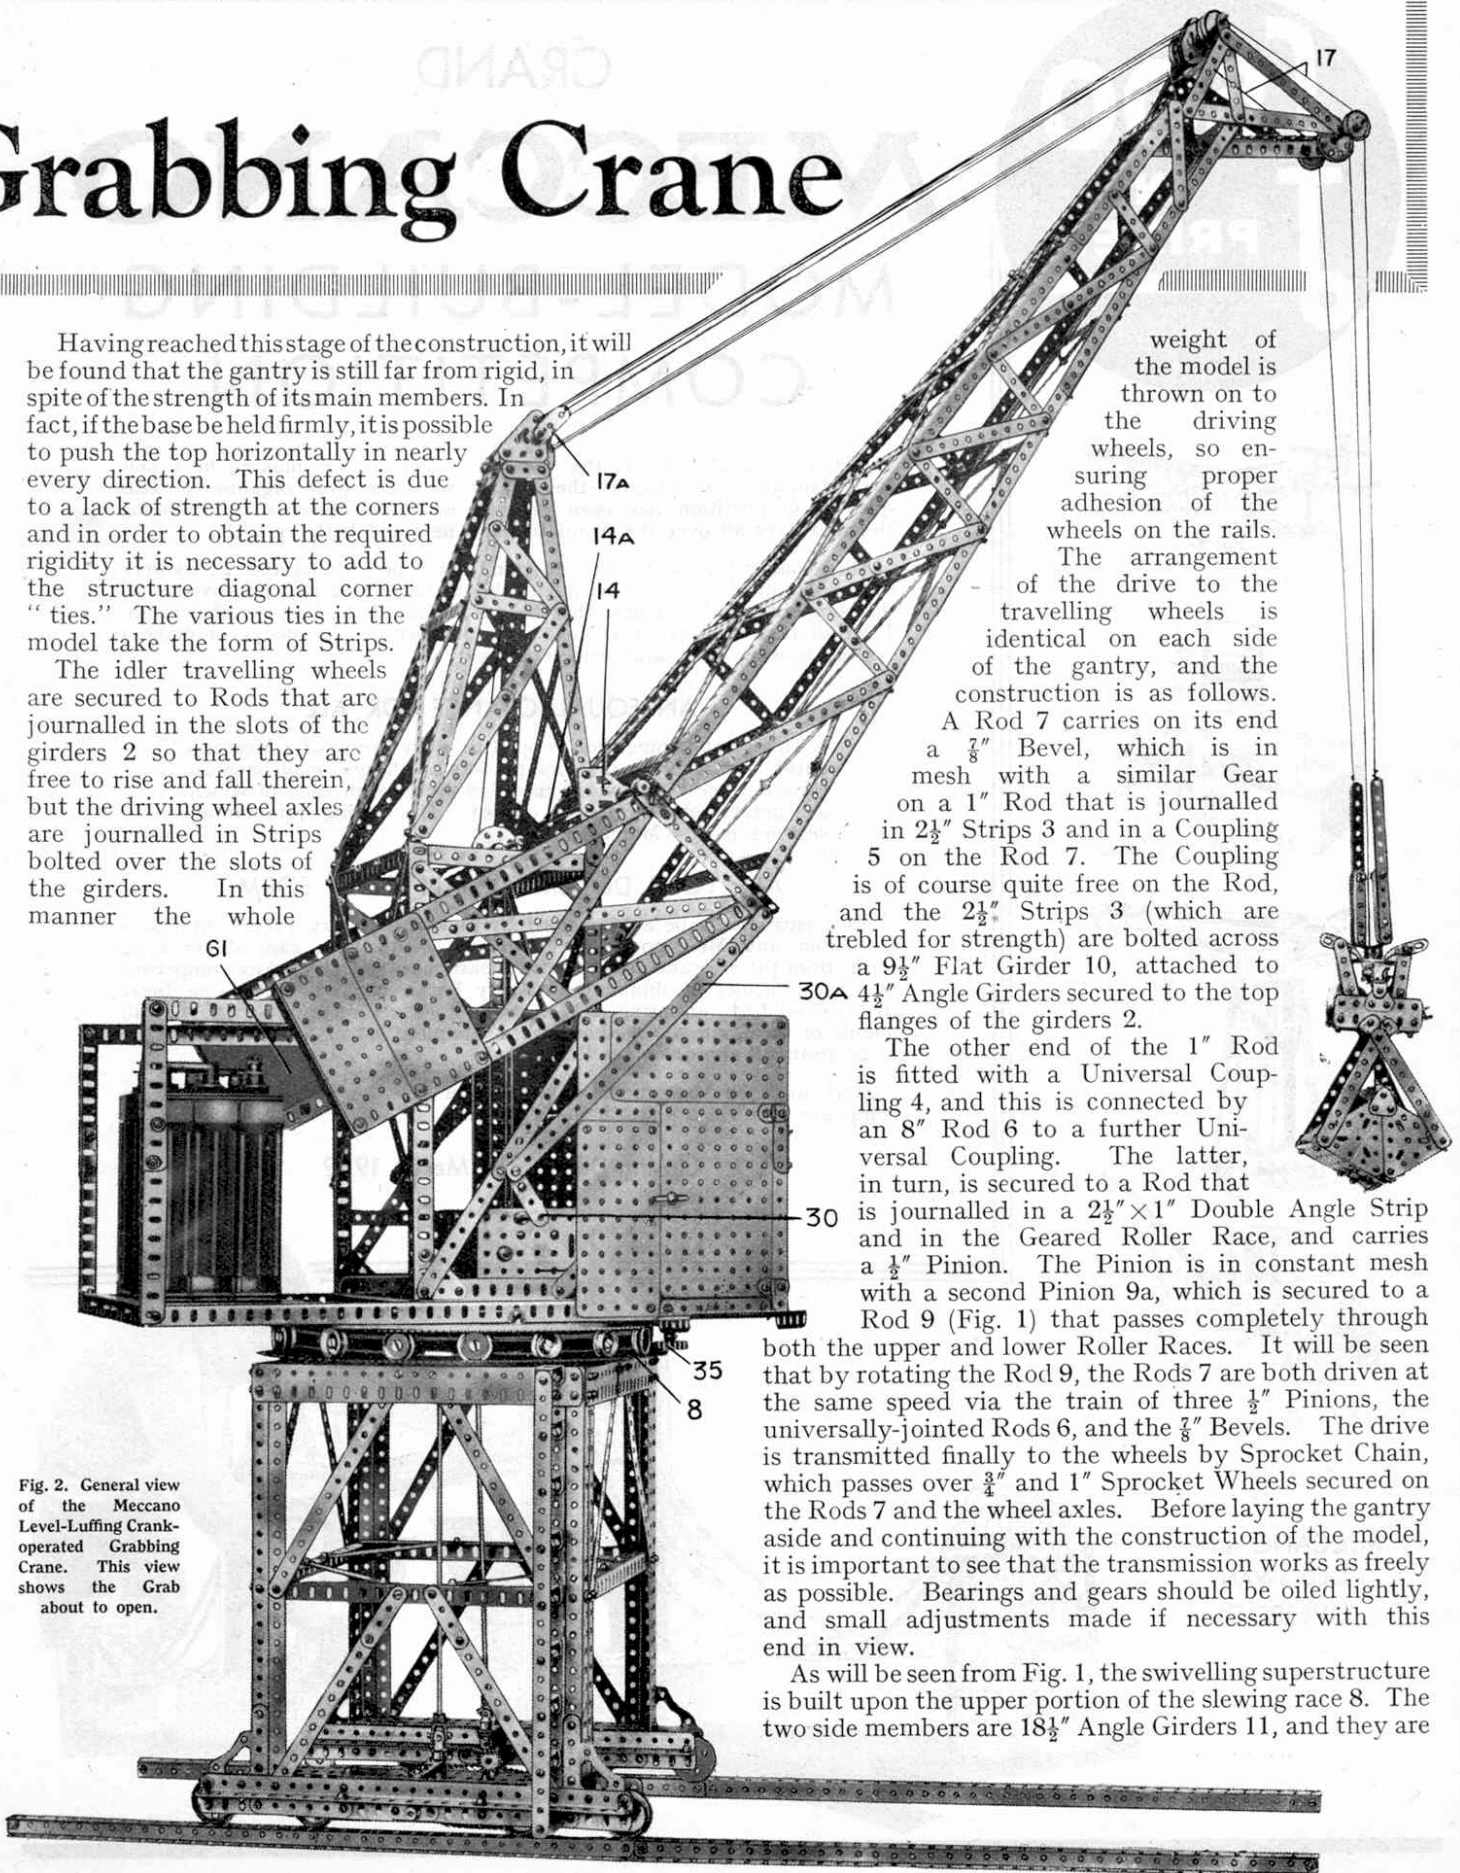 Grabbing Crane
Having reached this stage of the construction, it will
be found that the gantry is still far from rigid, in
spite of the strength of its main members. In
fact, if the base be held firmly, it is possible
to push the top horizontally in nearly
every direction. This defect is due
to a lack of strength at the corners
and in order to obtain the required
rigidity it is necessary to add to
the structure diagonal corner
“ ties.” The various ties in the
model take the form of Strips.
The idler travelling wheels
are secured to Rods that are
journalled in the slots of the
girders 2 so that they are
free to rise and fall therein,
but the driving wheel axles
are journalled in Strips
bolted over the slots of
the girders. In this
manner the whole
weight of
the model is
thrown on to
the driving
wheels, so en-
suring proper
adhesion of the
wheels on the rails.
The arrangement
of the drive to the
travelling wheels is
identical on each side
of the gantry, and the
construction is as follows.
A Rod 7 carries on its end
a ⅞″ Bevel, which is in
mesh with a similar Gear
on a 1″ Rod that is journalled
in 2½″ Strips 3 and in a Coupling
5 on the Rod 7. The Coupling
is of course quite free on the Rod,
and the 2½″ Strips 3 (which are
trebled for strength) are bolted across
a 9½″ Flat Girder 10, attached to
4½″ Angle Girders secured to the top
flanges of the girders 2.
The other end of the 1″ Rod
is fitted with a Universal Coup-
ling 4, and this is connected by
an 8″ Rod 6 to a further Uni-
versal Coupling. The latter,
in turn, is secured to a Rod that
is journalled in a 2½″×1″ Double Angle Strip
and in the Geared Roller Race, and carries
a ½″ Pinion. The Pinion is in constant mesh
with a second Pinion 9a, which is secured to a
Rod 9 (Fig. 1) that passes completely through
both the upper and lower Roller Races. It will be seen
that by rotating the Rod 9, the Rods 7 are both driven at
the same speed via the train of three ½″ Pinions, the
universally-jointed Rods 6, and the ⅞″ Bevels. The drive
is transmitted finally to the wheels by Sprocket Chain,
which passes over ¾″ and 1″ Sprocket Wheels secured on
the Rods 7 and the wheel axles. Before laying the gantry
aside and continuing with the construction of the model,
it is important to see that the transmission works as freely
as possible. Bearings and gears should be oiled lightly,
and small adjustments made if necessary with this
end in view.
As will be seen from Fig. 1, the swivelling superstructure
is built upon the upper portion of the slewing race 8. The
two side members are 18½″ Angle Girders 11, and they are
17
17A
14A
14
61
30A
30
35
8
Fig. 2. General view
of the Meccano
Level-Luffing Crank-
operated Grabbing
Crane. This view
shows the Grab
about to open.